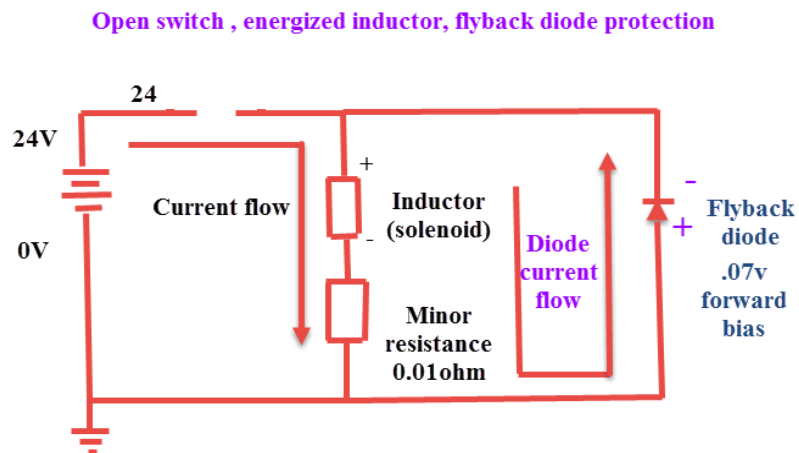 Open switch , energized inductor, flyback diode protection
24
24V
0V
Current flow
+
-
Inductor
(solenoid)
Minor
resistance
0.01ohm
Diode
current
flow
-
+
Flyback
diode
.07v
forward
bias